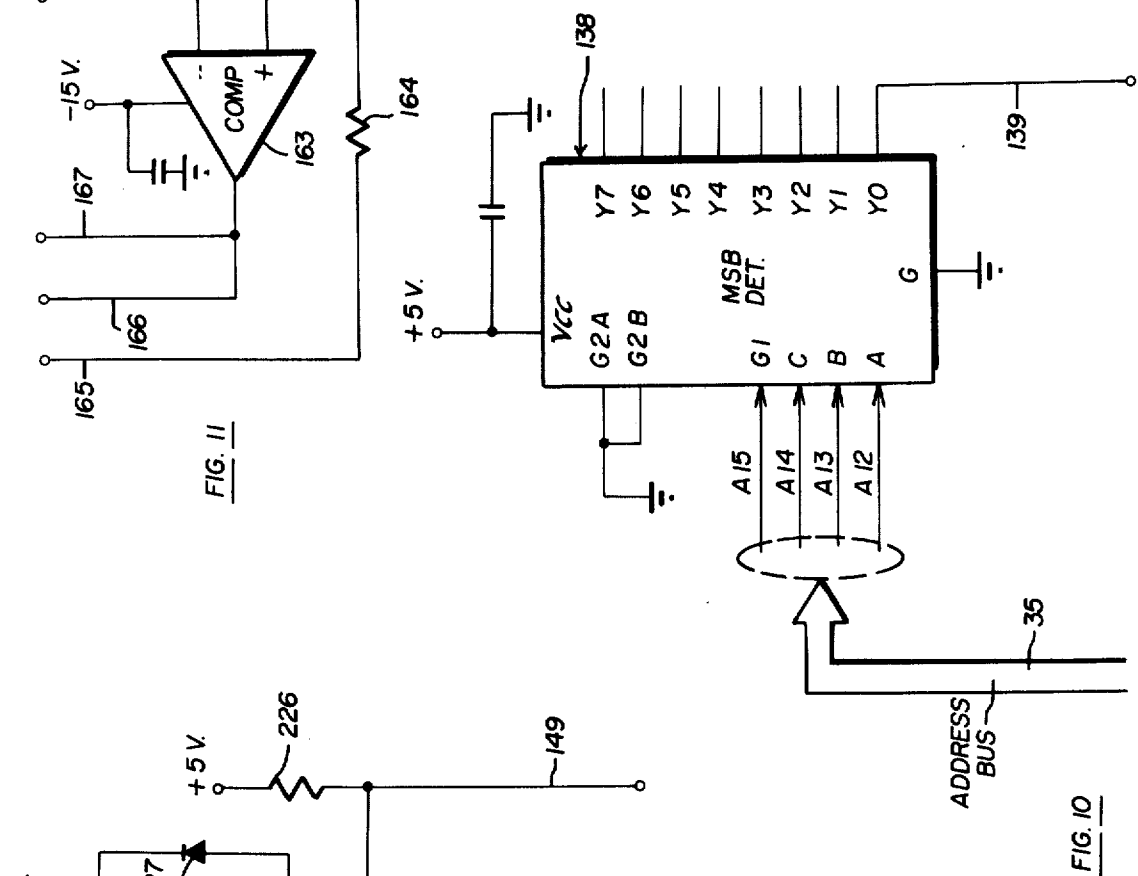 -15 V.
-
+
COMP
163
164
167
166
165
FIG. 11
138
+5 V.
VCC
G2A
G2B
G1
C
B
A
Y7
Y6
Y5
Y4
Y3
Y2
Y1
Y0
MSB
DET.
G
139
A15
A14
A13
A12
35
ADDRESS
BUS
FIG. 10
+5 V.
226
149